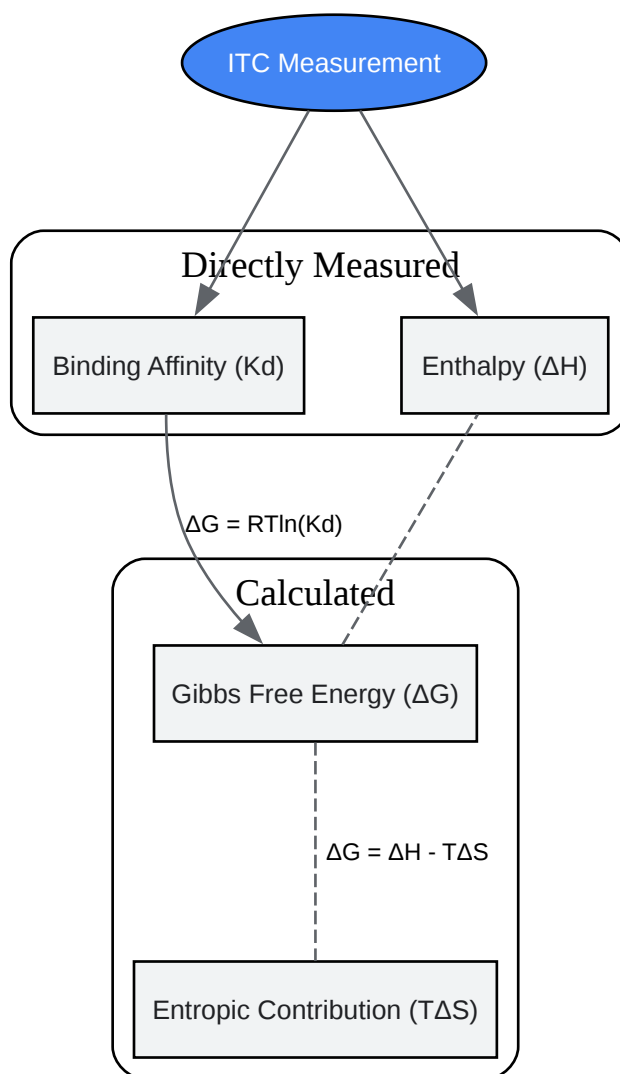 ITC Measurement
Directly Measured
Binding Affinity (Kd)
Enthalpy (ΔH)
ΔG = RTln(Kd)
Calculated
Gibbs Free Energy (ΔG)
ΔG = ΔH - TΔS
Entropic Contribution (TΔS)